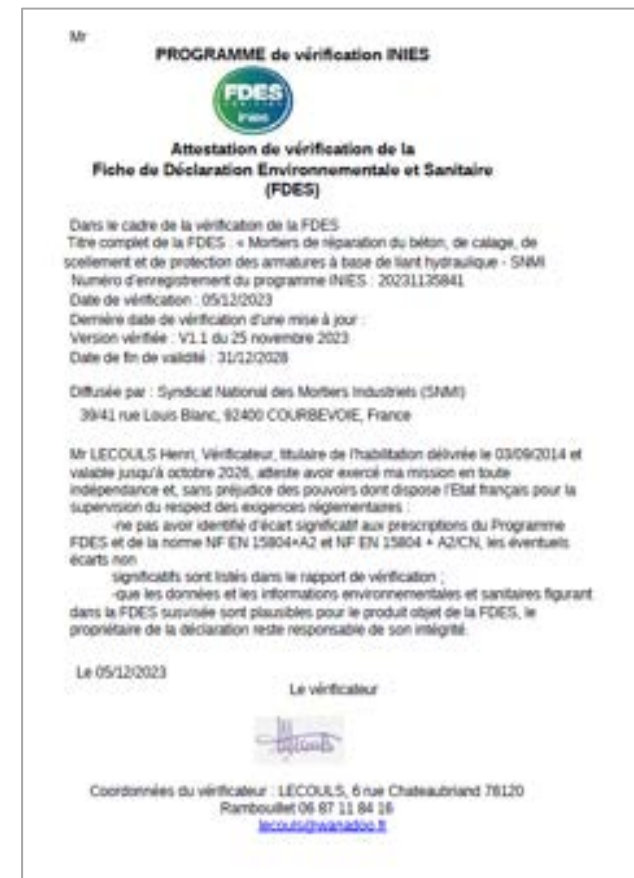 Mr
PROGRAMME de vérification INIES
FDES
INIES
Attestation de vérification de la
Fiche de Déclaration Environnementale et Sanitaire
(FDES)
Dans le cadre de la vérification de la FDES
Titre complet de la FDES : « Mortiers de réparation du béton, de calage, de
scellement et de protection des armatures à base de liant hydraulique - SNMI
Numéro d'enregistrement du programme INIES : 20231135841
Date de vérification : 05/12/2023
Dernière date de vérification d'une mise à jour :
Version vérifiée : V1.1 du 25 novembre 2023
Date de fin de validité : 31/12/2028
Diffusée par : Syndicat National des Mortiers Industriels (SNMI)
39/41 rue Louis Blanc, 92400 COURBEVOIE, France
Mr LECOULS Henri, Vérificateur, titulaire de l'habilitation délivrée le 03/09/2014 et
valable jusqu'à octobre 2026, atteste avoir exercé ma mission en toute
indépendance et, sans préjudice des pouvoirs dont dispose l'Etat français pour la
supervision du respect des exigences réglementaires :
-ne pas avoir identifié d'écart significatif aux prescriptions du Programme
FDES et de la norme NF EN 15804+A2 et NF EN 15804 + A2/CN, les éventuels
écarts non
significatifs sont listés dans le rapport de vérification ;
-que les données et les informations environnementales et sanitaires figurant
dans la FDES susvisée sont plausibles pour le produit objet de la FDES, le
propriétaire de la déclaration reste responsable de son intégrité.
Le 05/12/2023
Le vérificateur
Lecouls
Coordonnées du vérificateur : LECOULS, 6 rue Chateaubriand 78120
Rambouillet 06 87 11 84 16
lecouls@wanadoo.fr